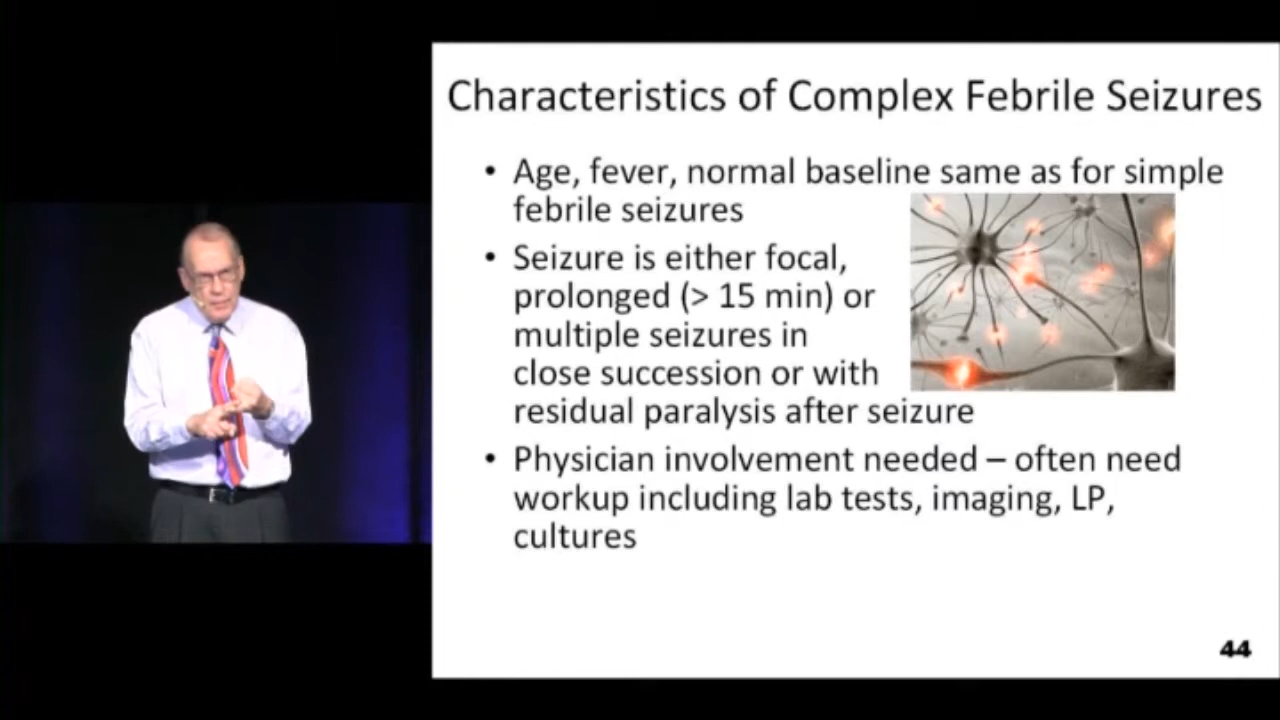 Characteristics of Complex Febrile Seizures
• Age, fever, normal baseline same as for simple
febrile seizures
• Seizure is either focal,
prolonged (> 15 min) or
multiple seizures in
close succession or with
residual paralysis after seizure
• Physician involvement needed – often need
workup including lab tests, imaging, LP,
cultures
44